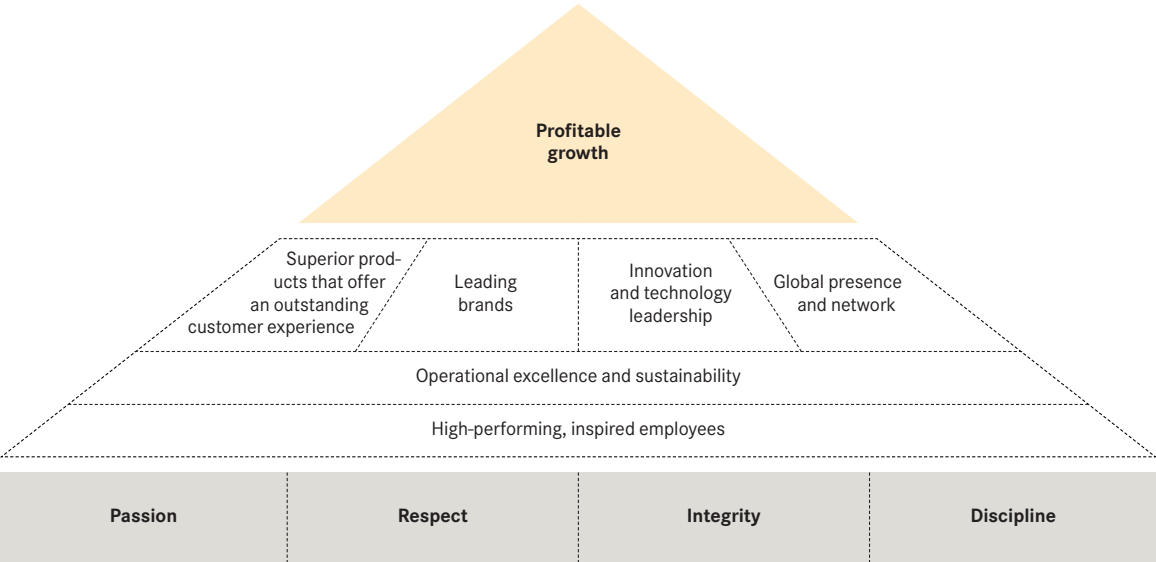 Profitable
growth
Superior prod-
ucts that offer
an outstanding
customer experience
Leading
brands
Innovation
and technology
leadership
Global presence
and network
Operational excellence and sustainability
High-performing, inspired employees
Passion
Respect
Integrity
Discipline